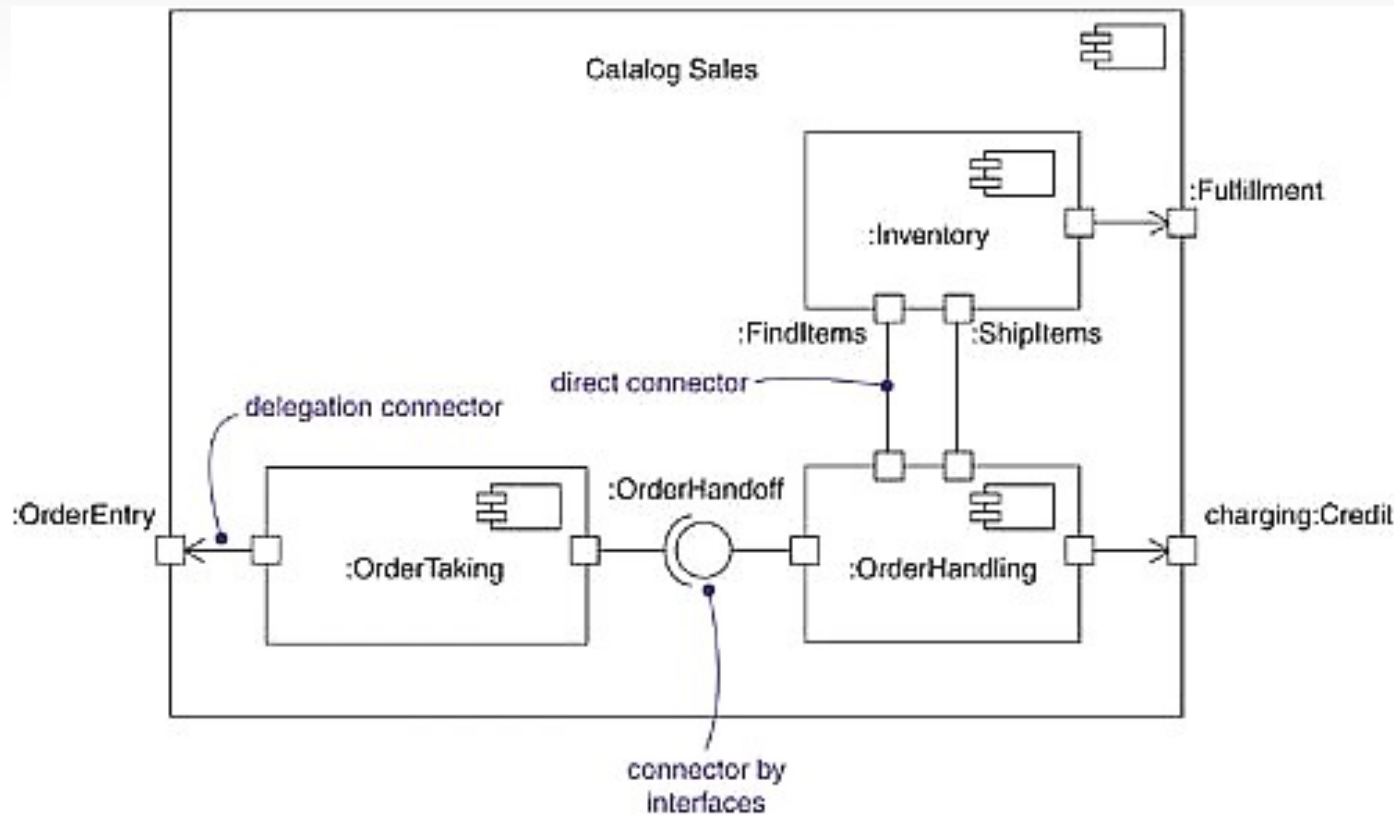 Catalog Sales
:Fulfillment
:Inventory
:FindItems
:ShipItems
direct connector
delegation connector
:OrderHandoff
:OrderEntry
charging:Credit
:OrderTaking
:OrderHandling
connector by
interfaces